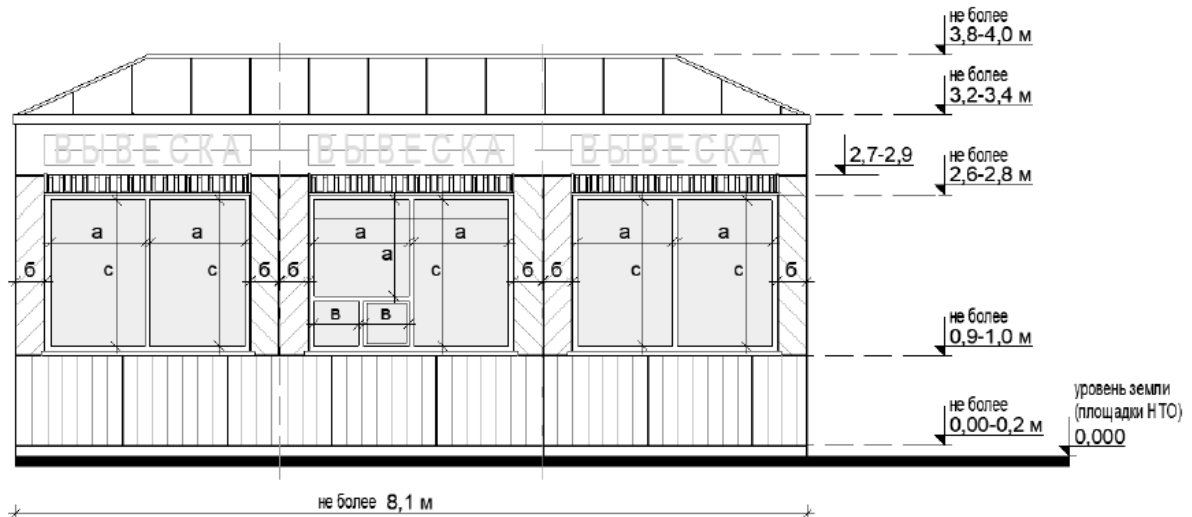 не более
3,8-4,0 м
не более
3,2-3,4 м
ВЫВЕСКА ВЫВЕСКА ВЫВЕСКА
2,7-2,9
не более
2,6-2,8 м
а а а а а а
а
б с с б б с б б с с б
в в
не более
0,9-1,0 м
уровень земли
(площадки НТО)
0,000
не более
0,00-0,2 м
не более 8,1 м